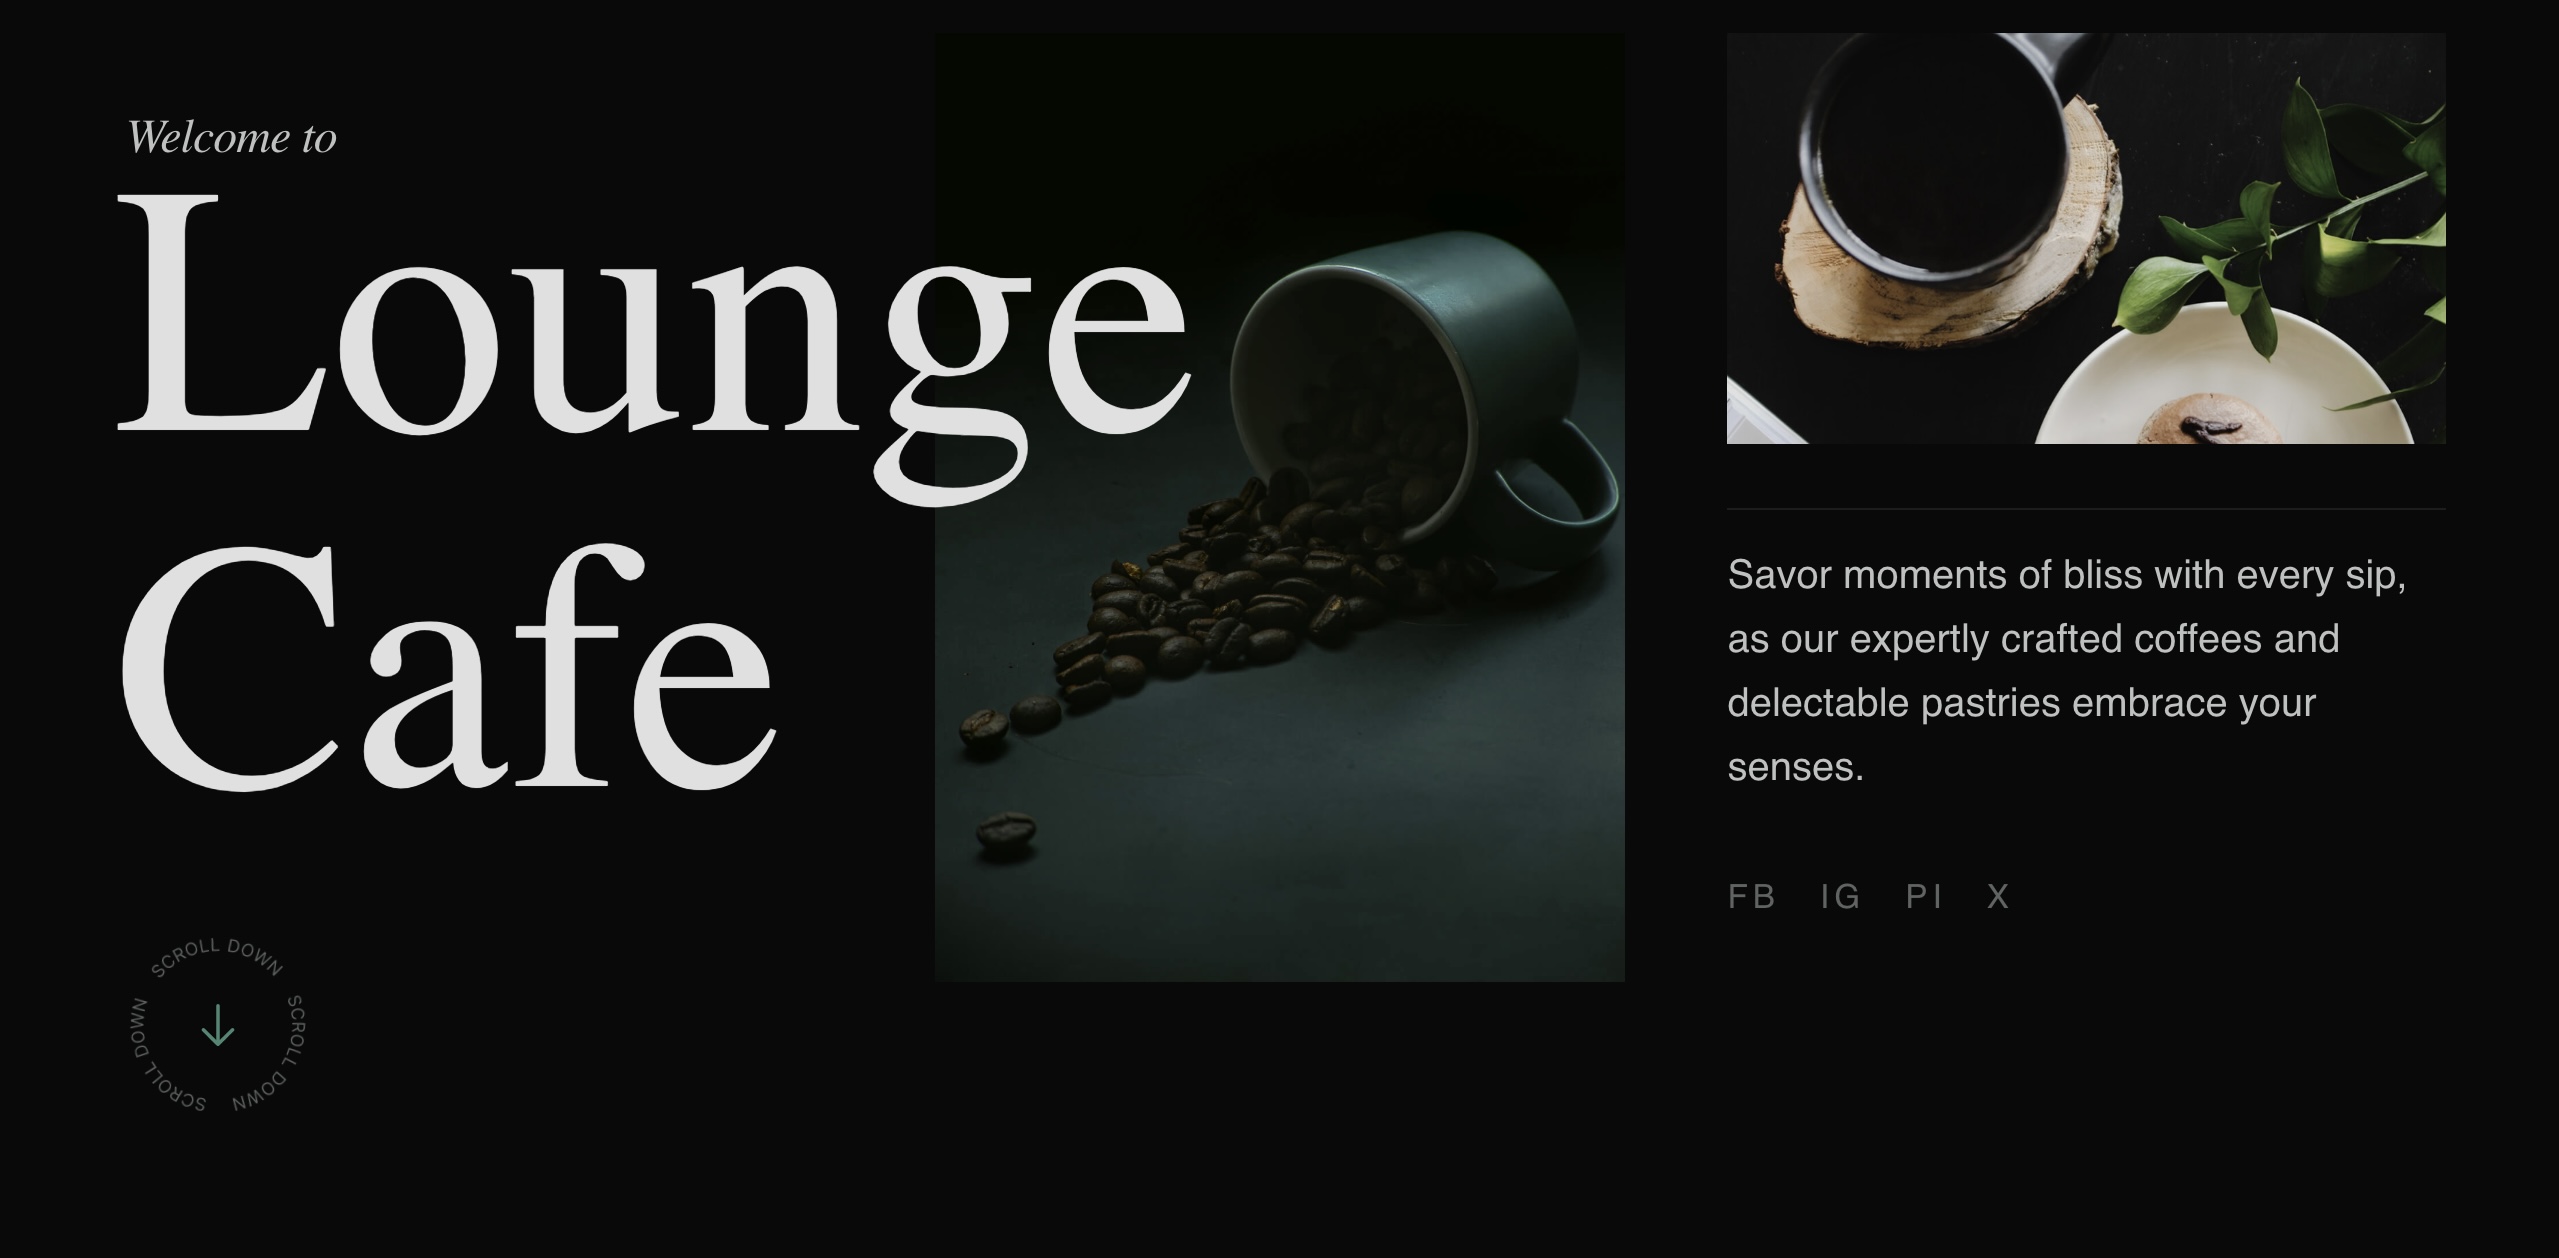 Welcome to
Lounge
Cafe
Savor moments of bliss with every sip,
as our expertly crafted coffees and
delectable pastries embrace your
senses.
FB IG PI X
SCROLL DOWN SCROLL DOWN SCROLL DOWN